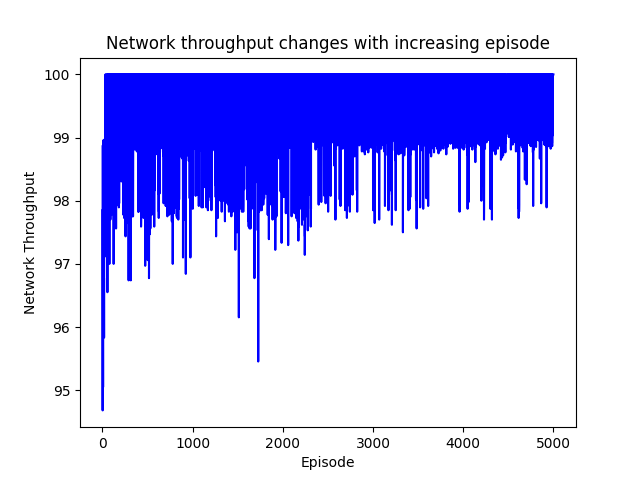 Network throughput changes with increasing episode
100
99
98
97
96
95
Network Throughput
0 1000 2000 3000 4000 5000
Episode